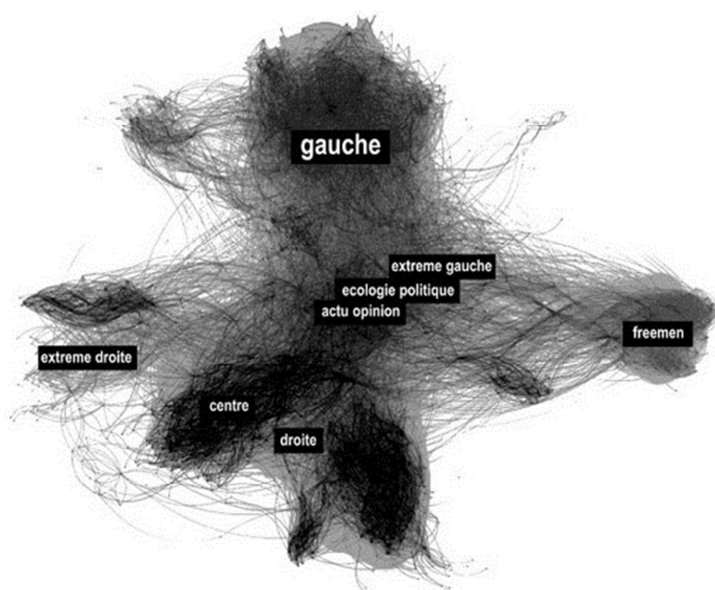 gauche
extreme gauche
ecologie politique
actu opinion
freemen
extreme droite
centre
droite